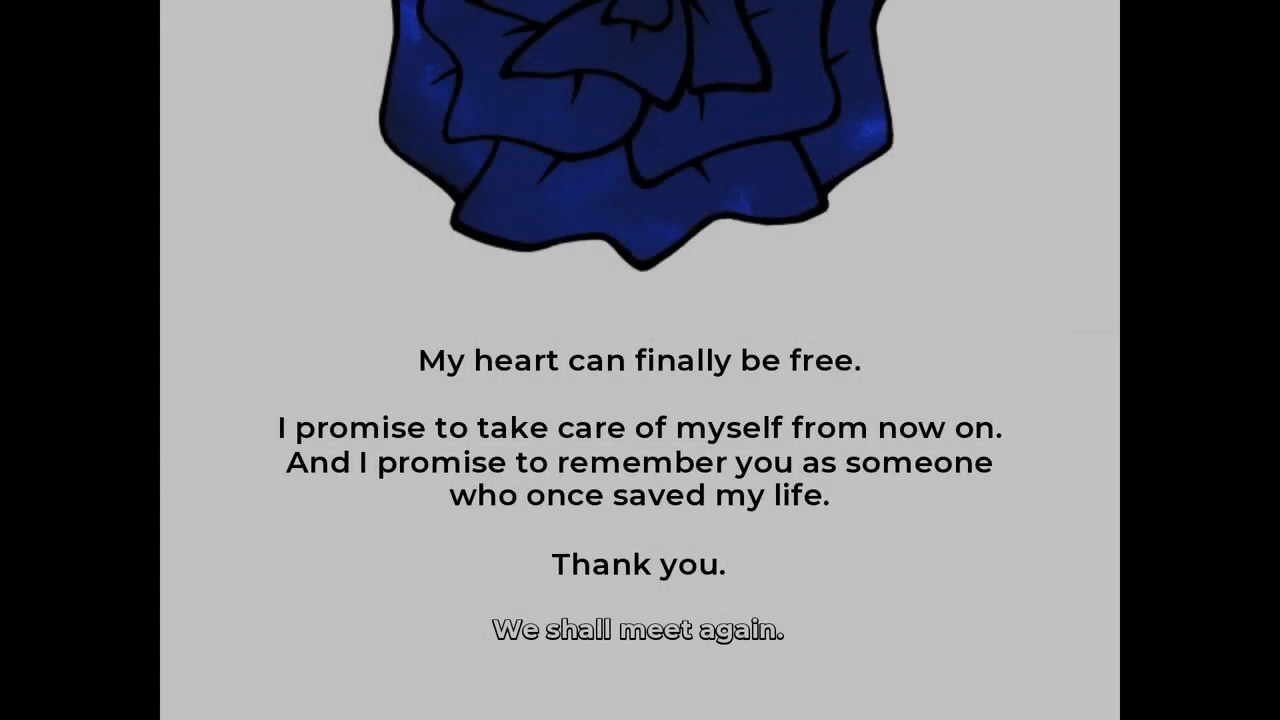 My heart can finally be free.
I promise to take care of myself from now on.
And I promise to remember you as someone
who once saved my life.
Thank you.
We shall meet again.